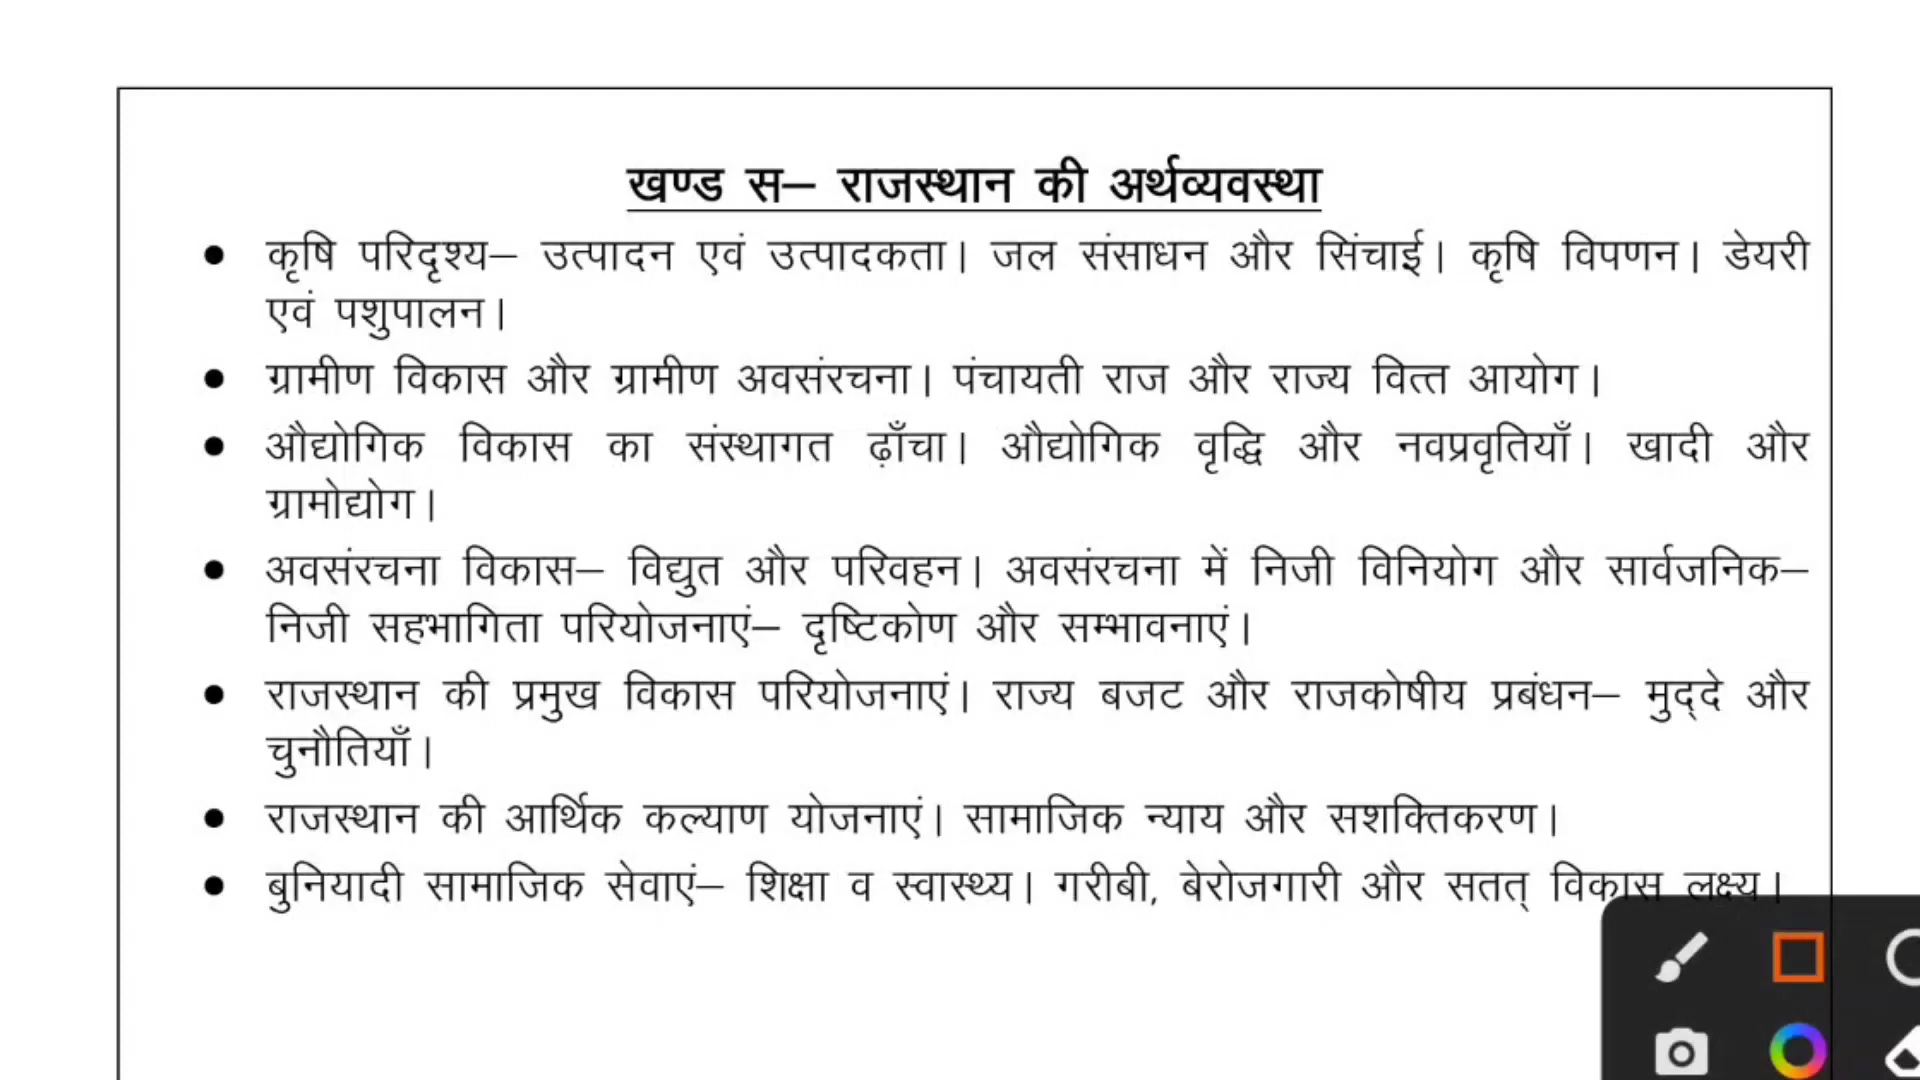 खण्ड स– राजस्थान की अर्थव्यवस्था
● कृषि परिदृश्य– उत्पादन एवं उत्पादकता। जल संसाधन और सिंचाई। कृषि विपणन। डेयरी
एवं पशुपालन।
● ग्रामीण विकास और ग्रामीण अवसंरचना। पंचायती राज और राज्य वित्त आयोग।
● औद्योगिक विकास का संस्थागत ढ़ाँचा। औद्योगिक वृद्धि और नवप्रवृतियाँ। खादी और
ग्रामोद्योग।
● अवसंरचना विकास– विद्युत और परिवहन। अवसंरचना में निजी विनियोग और सार्वजनिक–
निजी सहभागिता परियोजनाएं– दृष्टिकोण और सम्भावनाएं।
● राजस्थान की प्रमुख विकास परियोजनाएं। राज्य बजट और राजकोषीय प्रबंधन– मुद्‌दे और
चुनौतियाँ।
● राजस्थान की आर्थिक कल्याण योजनाएं। सामाजिक न्याय और सशक्तिकरण।
● बुनियादी सामाजिक सेवाएं– शिक्षा व स्वास्थ्य। गरीबी, बेरोजगारी और सतत् विकास लक्ष्य।